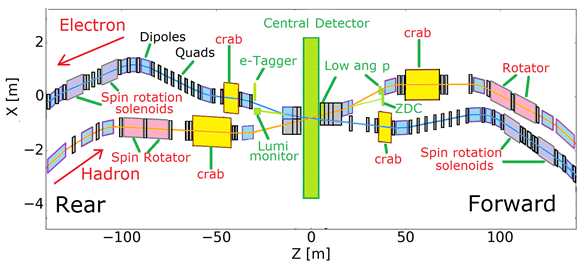 Central Detector
Electron
Dipoles
Quads
crab
e-Tagger
Low ang p
crab
Rotator
Spin rotation
solenoids
ZDC
Lumi
monitor
Spin Rotator
crab
crab
Spin rotation
solenoids
Hadron
Rear
Forward
X [m]
2
0
−2
−4
−100
−50
0
50
100
Z [m]